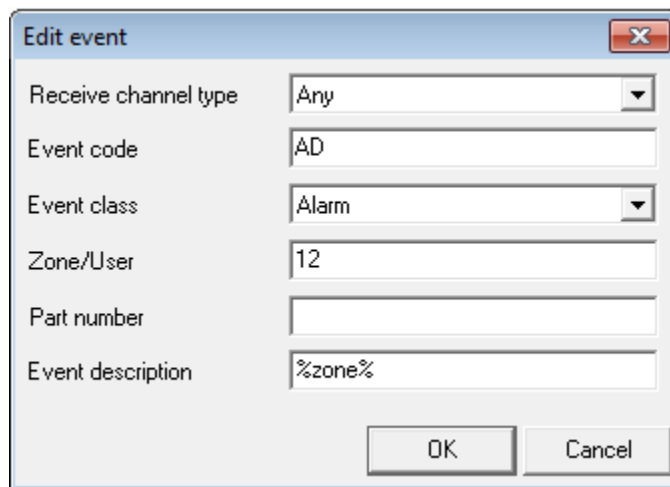 Edit event
Receive channel type Any
Event code AD
Event class Alarm
Zone/User 12
Part number
Event description %zone%
OK Cancel